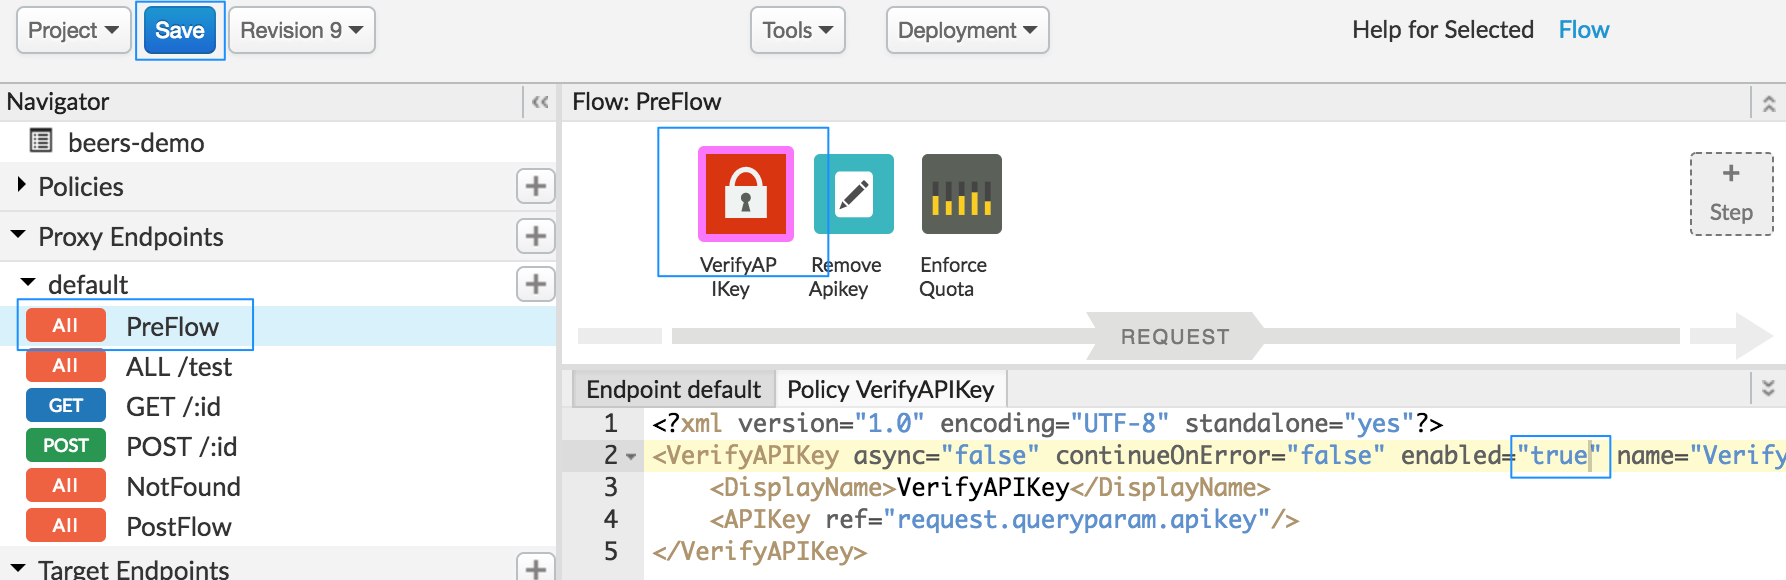 Project
Save
Revision 9
Tools
Deployment
Help for Selected Flow
Navigator
beers-demo
Policies
Proxy Endpoints
default
All PreFlow
All ALL /test
GET GET /:id
POST POST /:id
All NotFound
All PostFlow
Target Endpoints
Flow: PreFlow
VerifyAP
IKey
Remove
Apikey
Enforce
Quota
+
Step
REQUEST
Endpoint default
Policy VerifyAPIKey
1 <?xml version="1.0" encoding="UTF-8" standalone="yes"?>
2 <VerifyAPIKey async="false" continueOnError="false" enabled="true" name="Verify
3 <DisplayName>VerifyAPIKey</DisplayName>
4 <APIKey ref="request.queryparam.apikey"/>
5 </VerifyAPIKey>